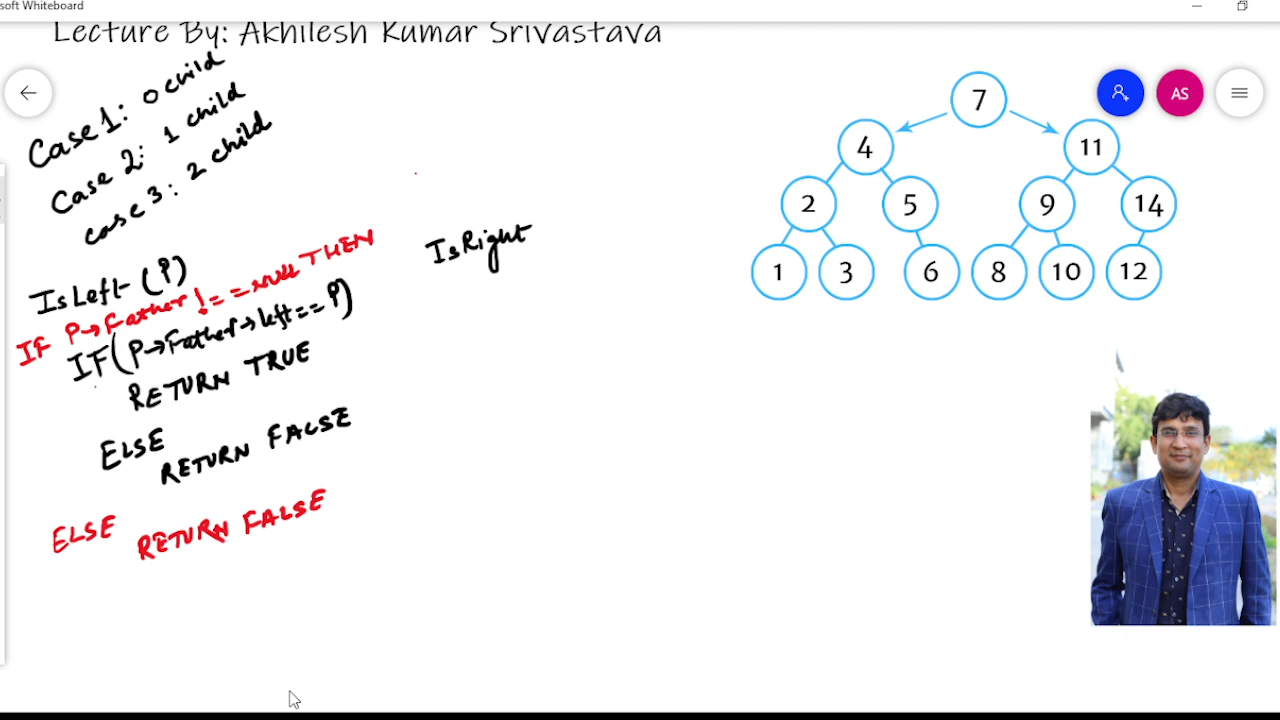 soft Whiteboard
Lecture By: Akhilesh Kumar Srivastava
Case 1: 0 child
Case 2: 1 child
case 3: 2 child
IsLeft (P)
IF P→Father !== NULL THEN
IF(P→Father→left==P)
RETURN TRUE
ELSE
RETURN FALSE
ELSE RETURN FALSE
IsRight
AS
7
4 11
2 5 9 14
1 3 6 8 10 12